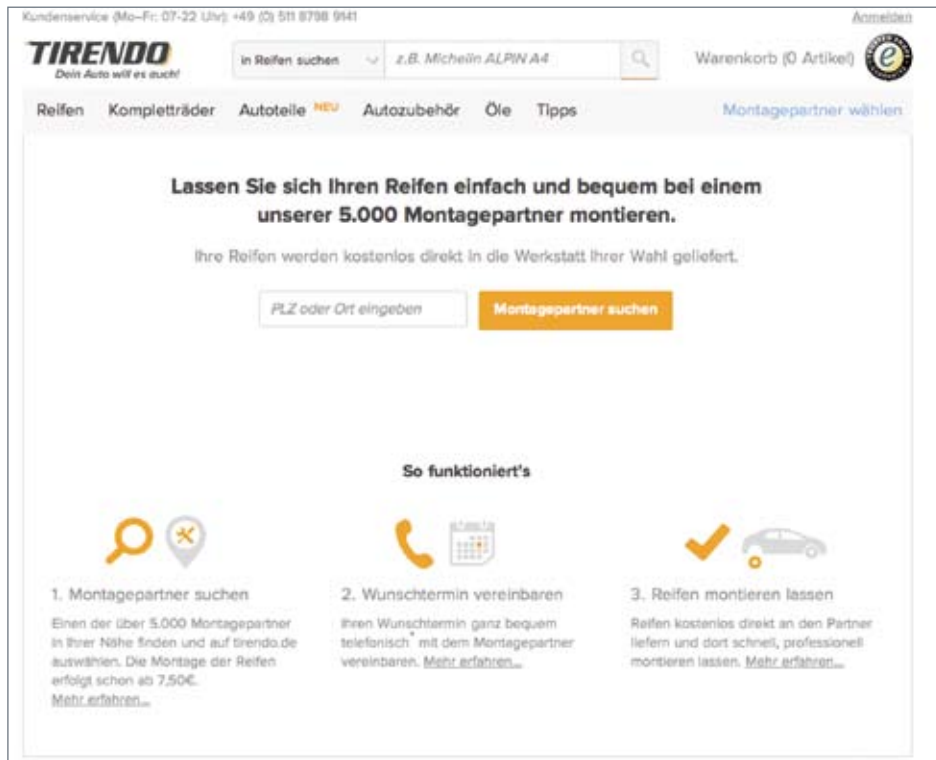 Kundenservice (Mo–Fr: 07-22 Uhr): +49 (0) 511 8798 9141
Anmelden
TIRENDO
Dein Auto will es auch!
in Reifen suchen
z.B. Michelin ALPIN A4
Warenkorb (0 Artikel)
TRUSTED SHOPS
e
GUARANTEE
Reifen Kompletträder Autoteile NEU Autozubehör Öle Tipps Montagepartner wählen
Lassen Sie sich Ihren Reifen einfach und bequem bei einem
unserer 5.000 Montagepartner montieren.
Ihre Reifen werden kostenlos direkt in die Werkstatt Ihrer Wahl geliefert.
PLZ oder Ort eingeben
Montagepartner suchen
So funktioniert's
1. Montagepartner suchen
Einen der über 5.000 Montagepartner
in Ihrer Nähe finden und auf tirendo.de
auswählen. Die Montage der Reifen
erfolgt schon ab 7,50€.
Mehr erfahren...
2. Wunschtermin vereinbaren
Ihren Wunschtermin ganz bequem
telefonisch* mit dem Montagepartner
vereinbaren. Mehr erfahren...
3. Reifen montieren lassen
Reifen kostenlos direkt an den Partner
liefern und dort schnell, professionell
montieren lassen. Mehr erfahren...